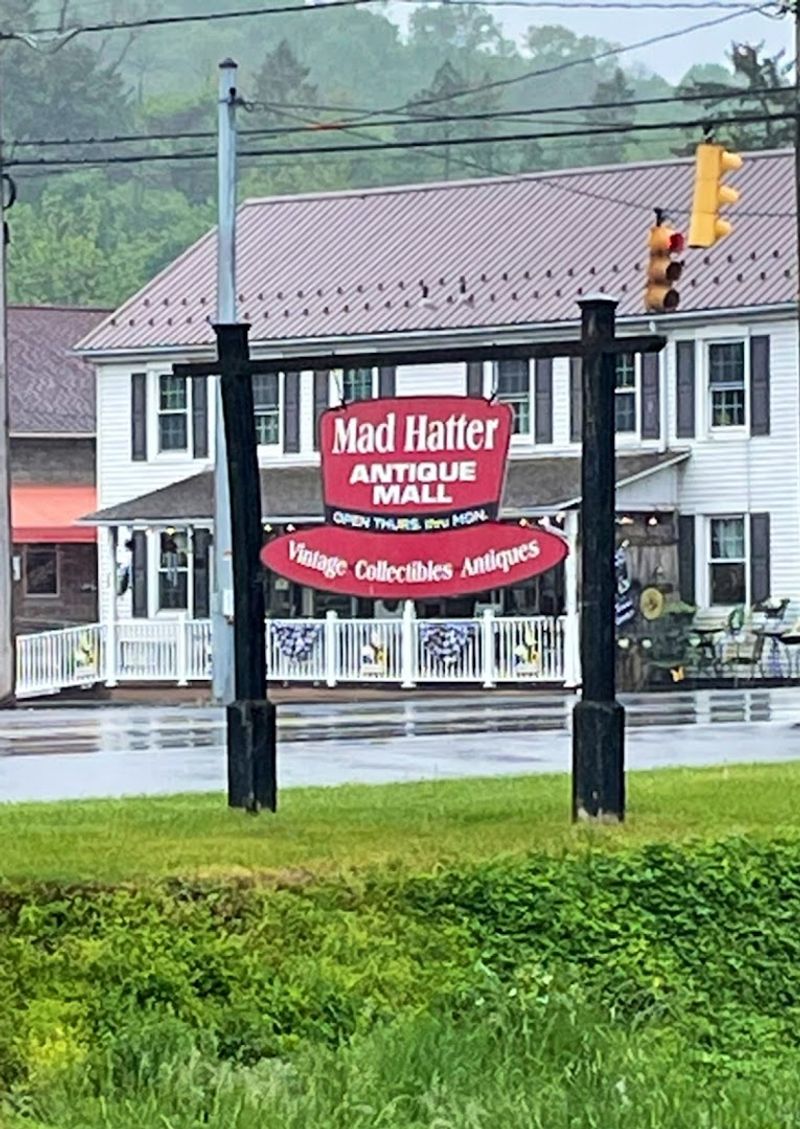 Mad Hatter
ANTIQUE
MALL
OPEN THURS. thru MON.
Vintage Collectibles Antiques